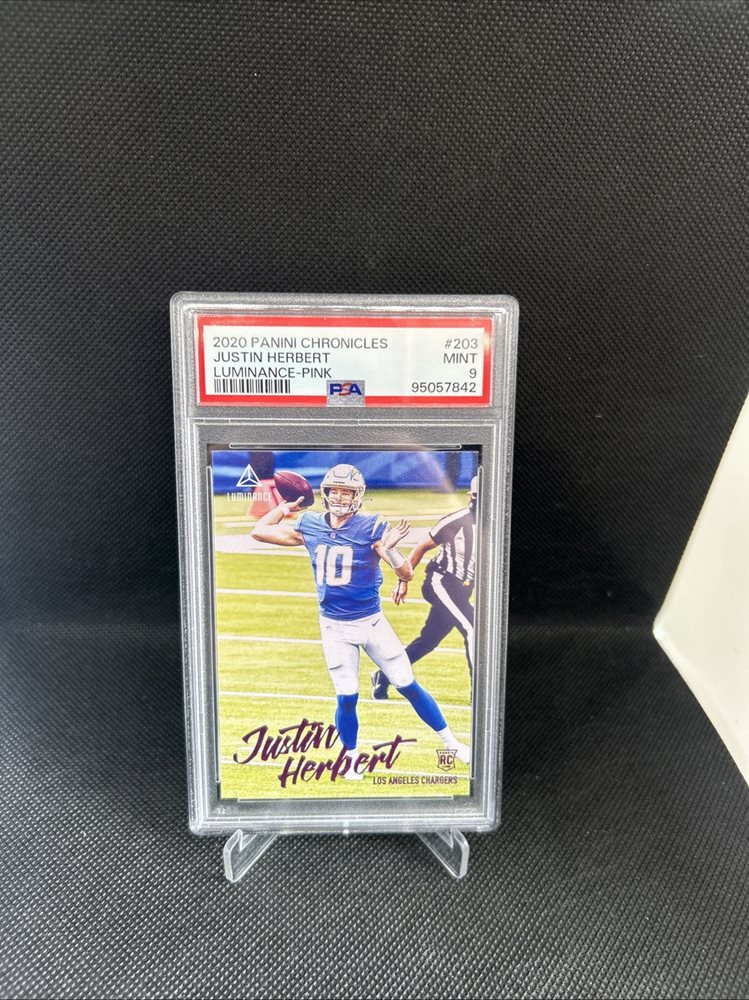 2020 PANINI CHRONICLES #203
JUSTIN HERBERT MINT
LUMINANCE-PINK 9
PSA 95057842
LUMINANCE
10
Justin
Herbert
RC
LOS ANGELES CHARGERS